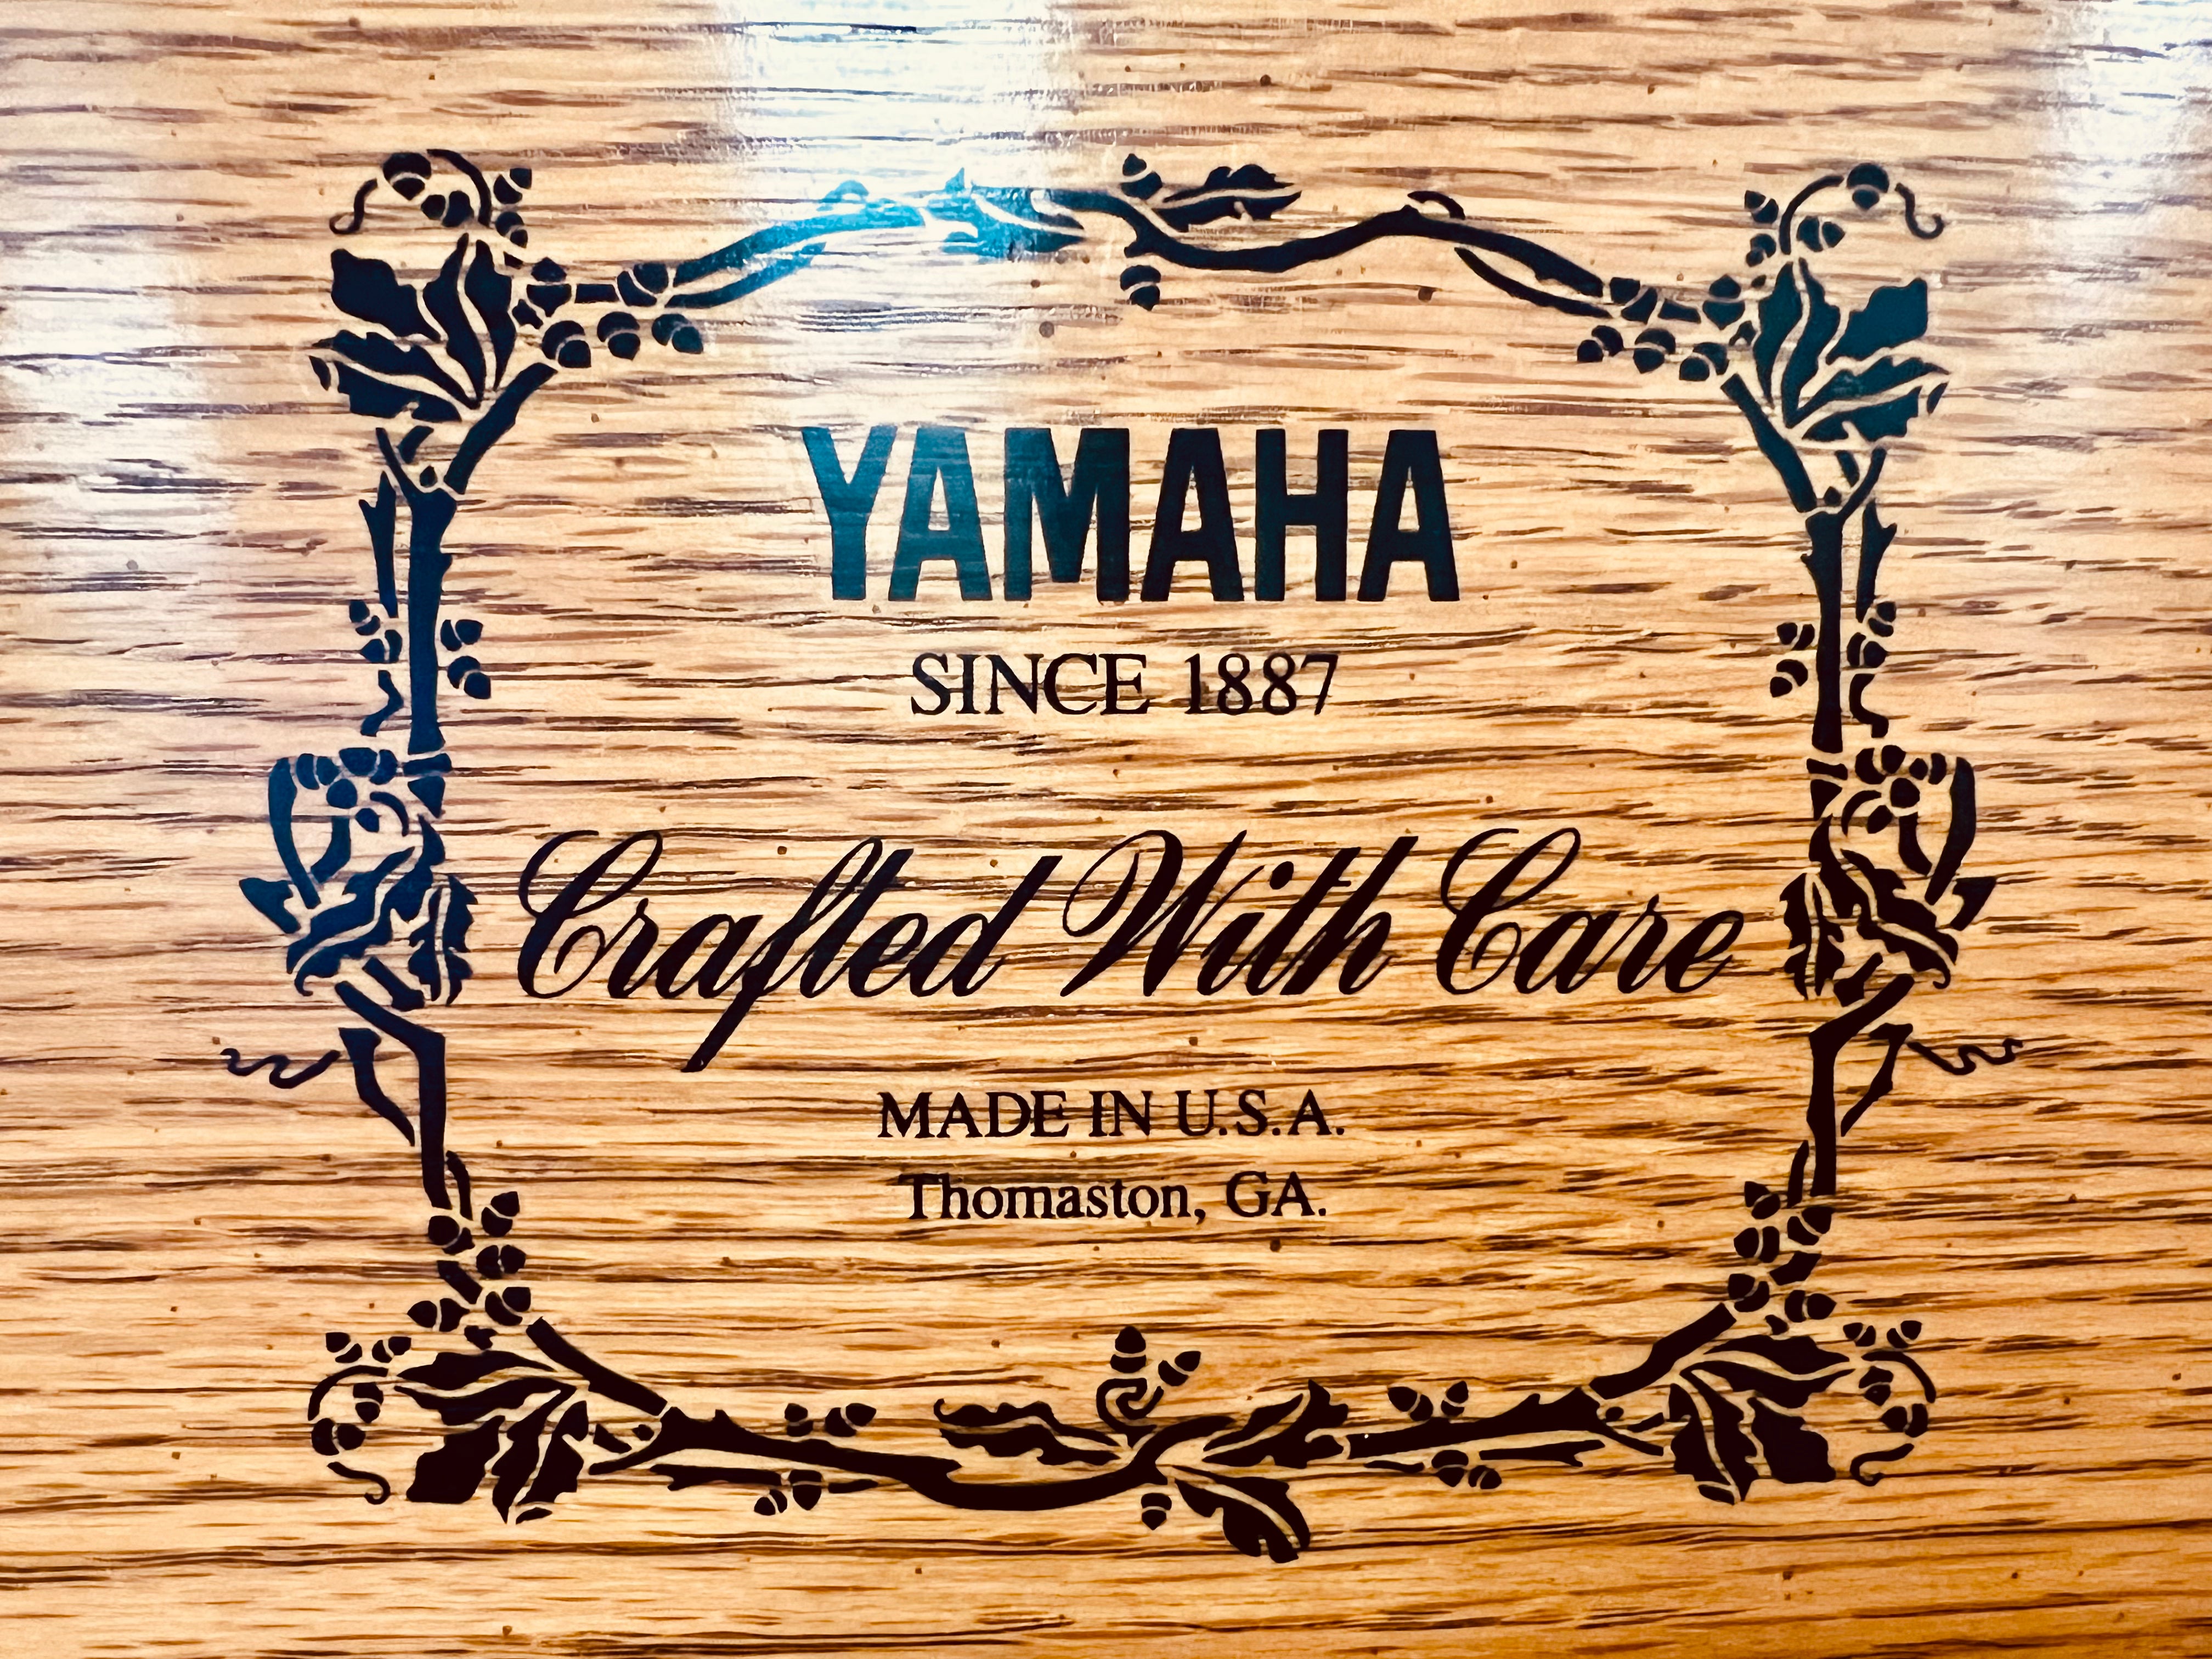 YAMAHA
SINCE 1887
Crafted With Care
MADE IN U.S.A.
Thomaston, GA.